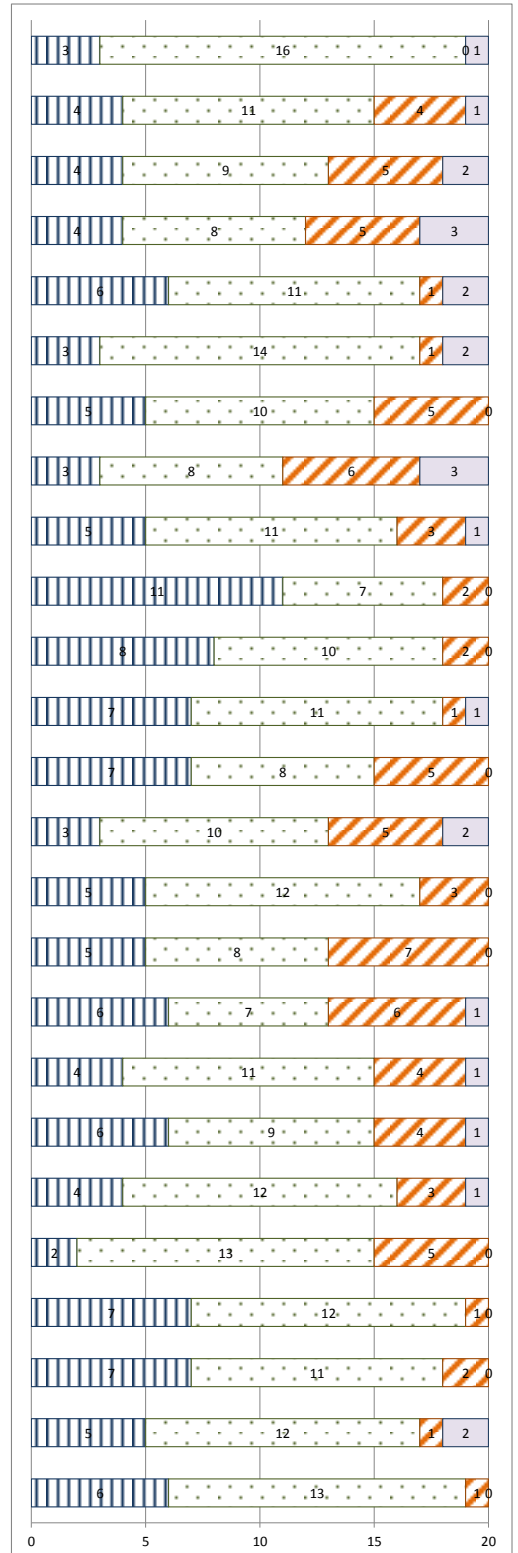 3 16 0 1
4 11 4 1
4 9 5 2
4 8 5 3
6 11 1 2
3 14 1 2
5 10 5 0
3 8 6 3
5 11 3 1
11 7 2 0
8 10 2 0
7 11 1 1
7 8 5 0
3 10 5 2
5 12 3 0
5 8 7 0
6 7 6 1
4 11 4 1
6 9 4 1
4 12 3 1
2 13 5 0
7 12 1 0
7 11 2 0
5 12 1 2
6 13 1 0
0 5 10 15 20